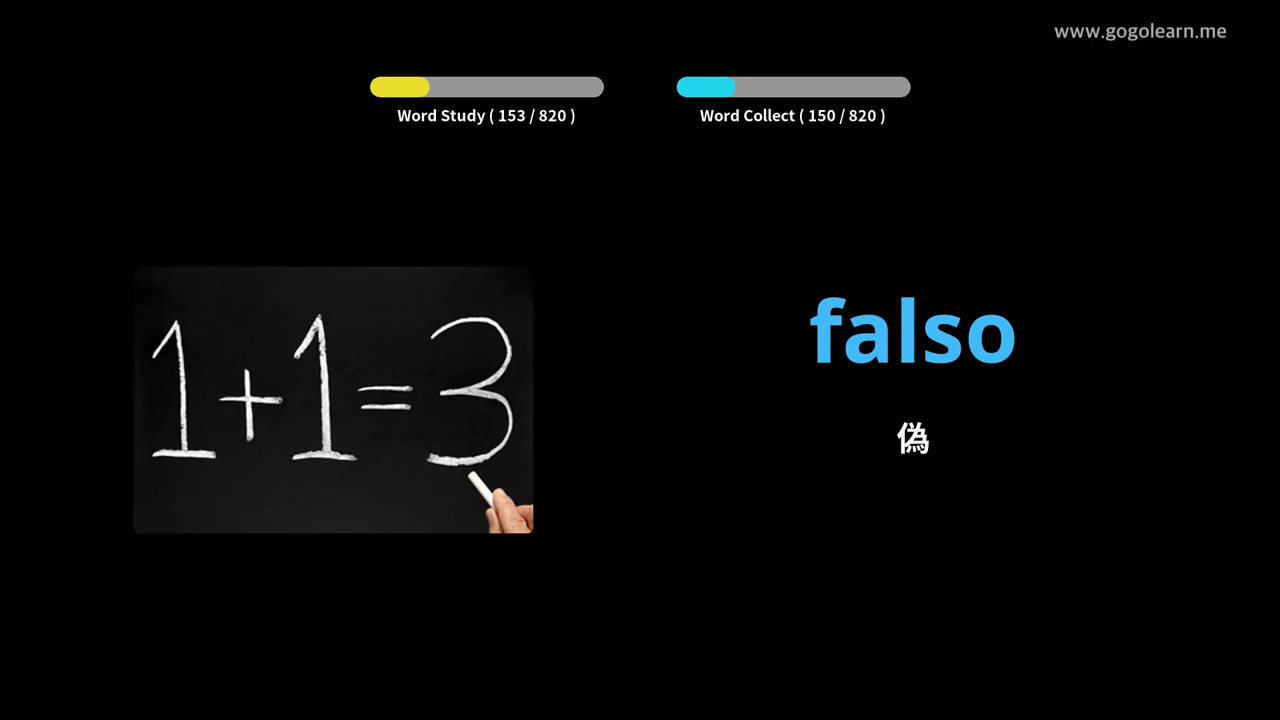 www.gogolearn.me
Word Study ( 153 / 820 )
Word Collect ( 150 / 820 )
1+1=3
falso
偽